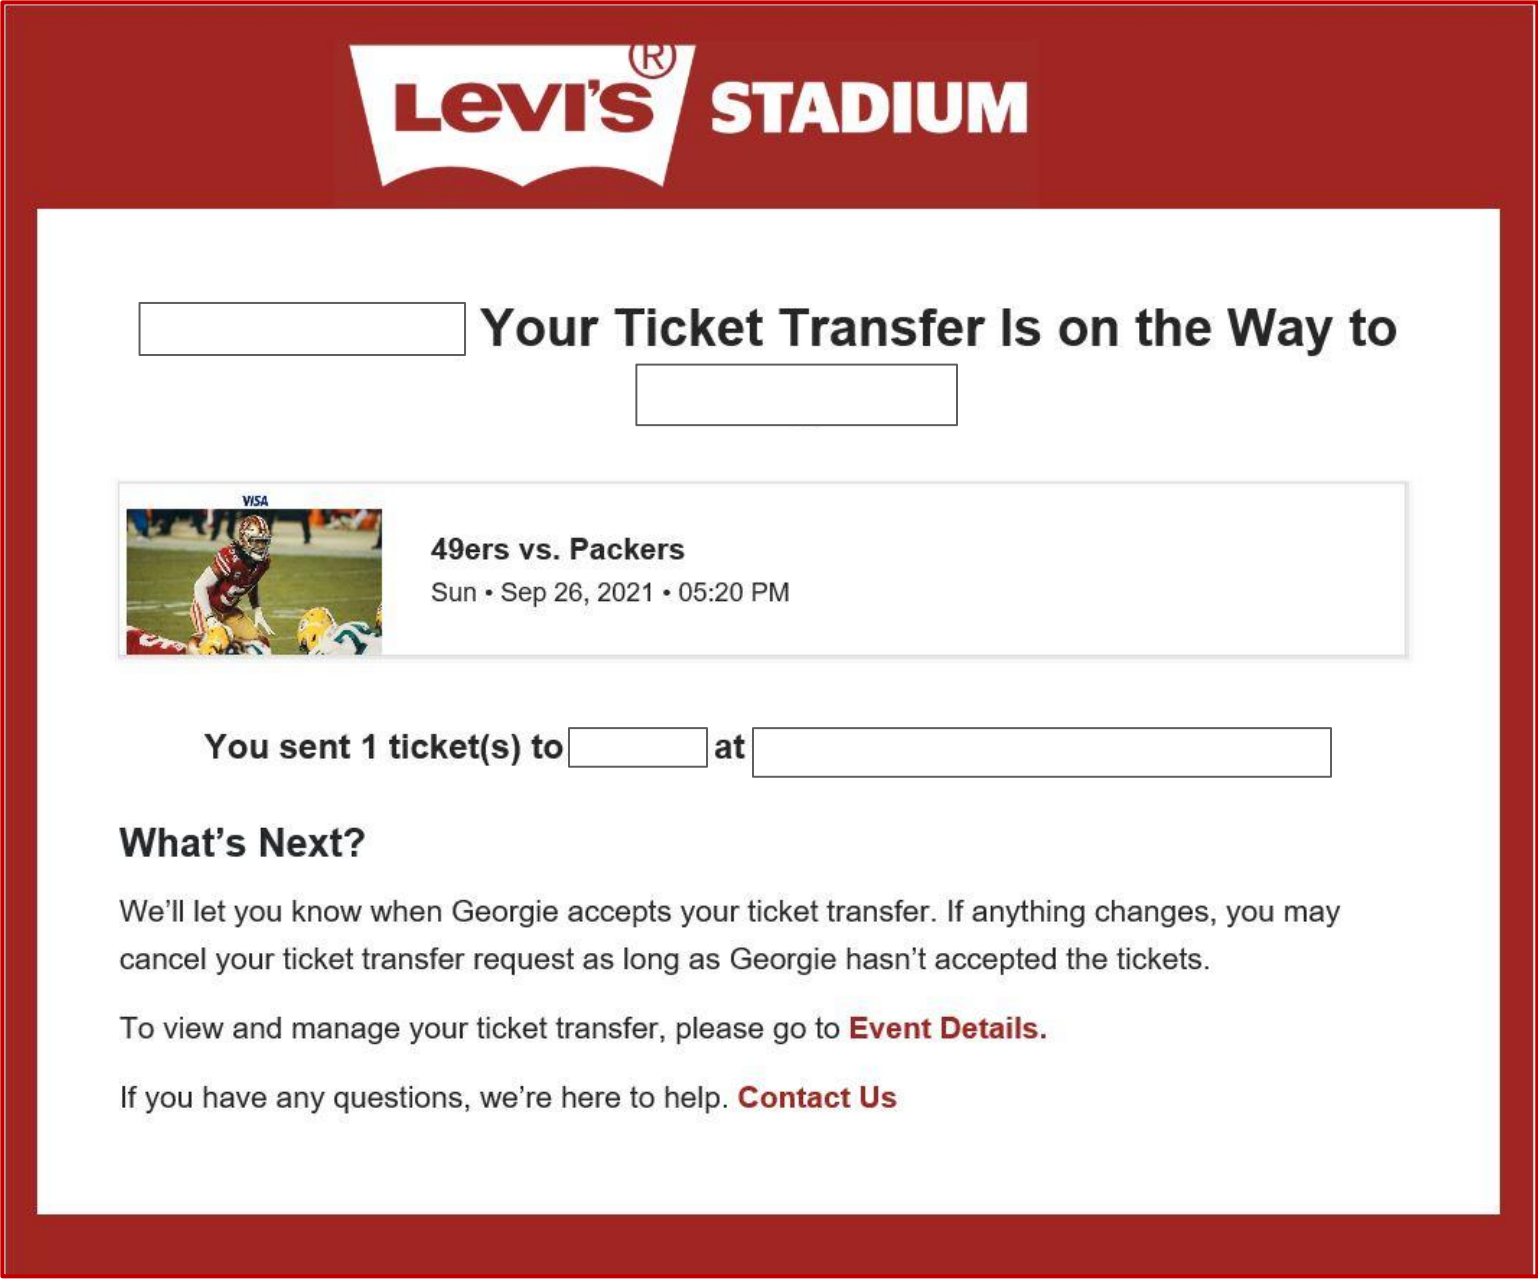 LEVI'S® STADIUM
Your Ticket Transfer Is on the Way to
VISA
49ers vs. Packers
Sun • Sep 26, 2021 • 05:20 PM
You sent 1 ticket(s) to at
What’s Next?
We’ll let you know when Georgie accepts your ticket transfer. If anything changes, you may
cancel your ticket transfer request as long as Georgie hasn’t accepted the tickets.
To view and manage your ticket transfer, please go to Event Details.
If you have any questions, we’re here to help. Contact Us